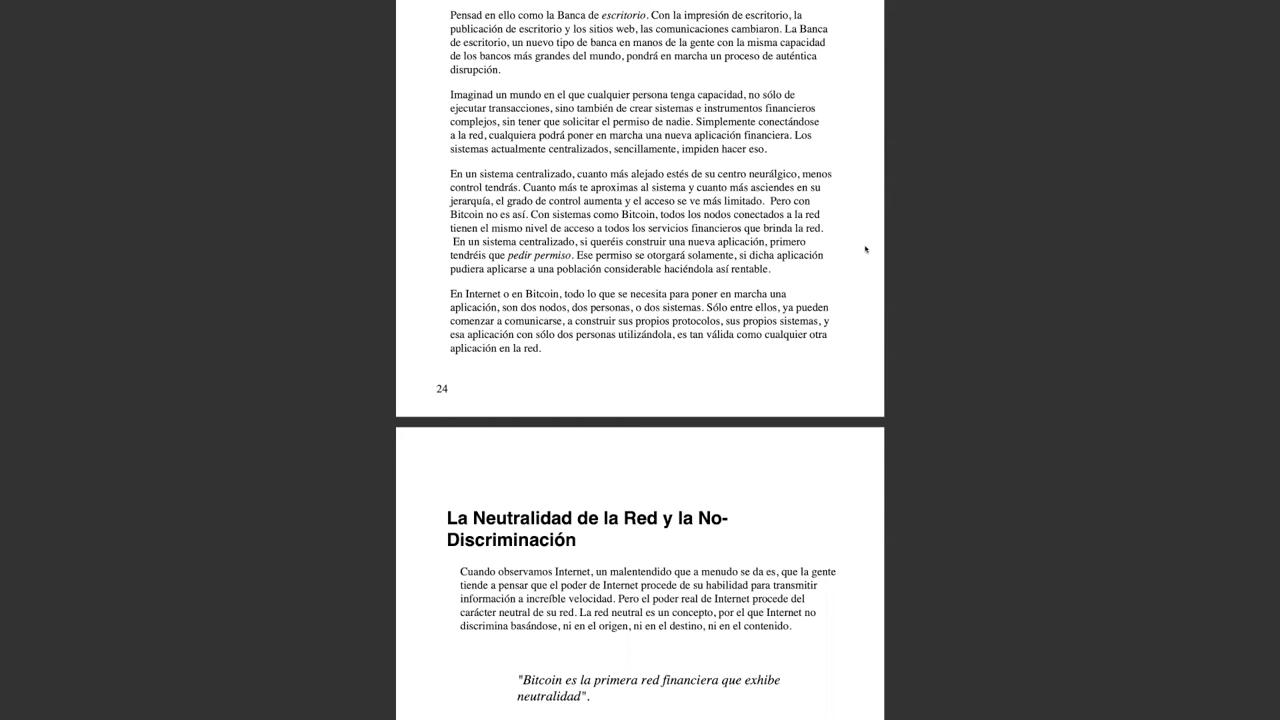 Pensad en ello como la Banca de escritorio. Con la impresión de escritorio, la
publicación de escritorio y los sitios web, las comunicaciones cambiaron. La Banca
de escritorio, un nuevo tipo de banca en manos de la gente con la misma capacidad
de los bancos más grandes del mundo, pondrá en marcha un proceso de auténtica
disrupción.
Imaginad un mundo en el que cualquier persona tenga capacidad, no sólo de
ejecutar transacciones, sino también de crear sistemas e instrumentos financieros
complejos, sin tener que solicitar el permiso de nadie. Simplemente conectándose
a la red, cualquiera podrá poner en marcha una nueva aplicación financiera. Los
sistemas actualmente centralizados, sencillamente, impiden hacer eso.
En un sistema centralizado, cuanto más alejado estés de su centro neurálgico, menos
control tendrás. Cuanto más te aproximas al sistema y cuanto más asciendes en su
jerarquía, el grado de control aumenta y el acceso se ve más limitado. Pero con
Bitcoin no es así. Con sistemas como Bitcoin, todos los nodos conectados a la red
tienen el mismo nivel de acceso a todos los servicios financieros que brinda la red.
En un sistema centralizado, si queréis construir una nueva aplicación, primero
tendréis que pedir permiso. Ese permiso se otorgará solamente, si dicha aplicación
pudiera aplicarse a una población considerable haciéndola así rentable.
En Internet o en Bitcoin, todo lo que se necesita para poner en marcha una
aplicación, son dos nodos, dos personas, o dos sistemas. Sólo entre ellos, ya pueden
comenzar a comunicarse, a construir sus propios protocolos, sus propios sistemas, y
esa aplicación con sólo dos personas utilizándola, es tan válida como cualquier otra
aplicación en la red.
24
La Neutralidad de la Red y la No-
Discriminación
Cuando observamos Internet, un malentendido que a menudo se da es, que la gente
tiende a pensar que el poder de Internet procede de su habilidad para transmitir
información a increíble velocidad. Pero el poder real de Internet procede del
carácter neutral de su red. La red neutral es un concepto, por el que Internet no
discrimina basándose, ni en el origen, ni en el destino, ni en el contenido.
"Bitcoin es la primera red financiera que exhibe
neutralidad".